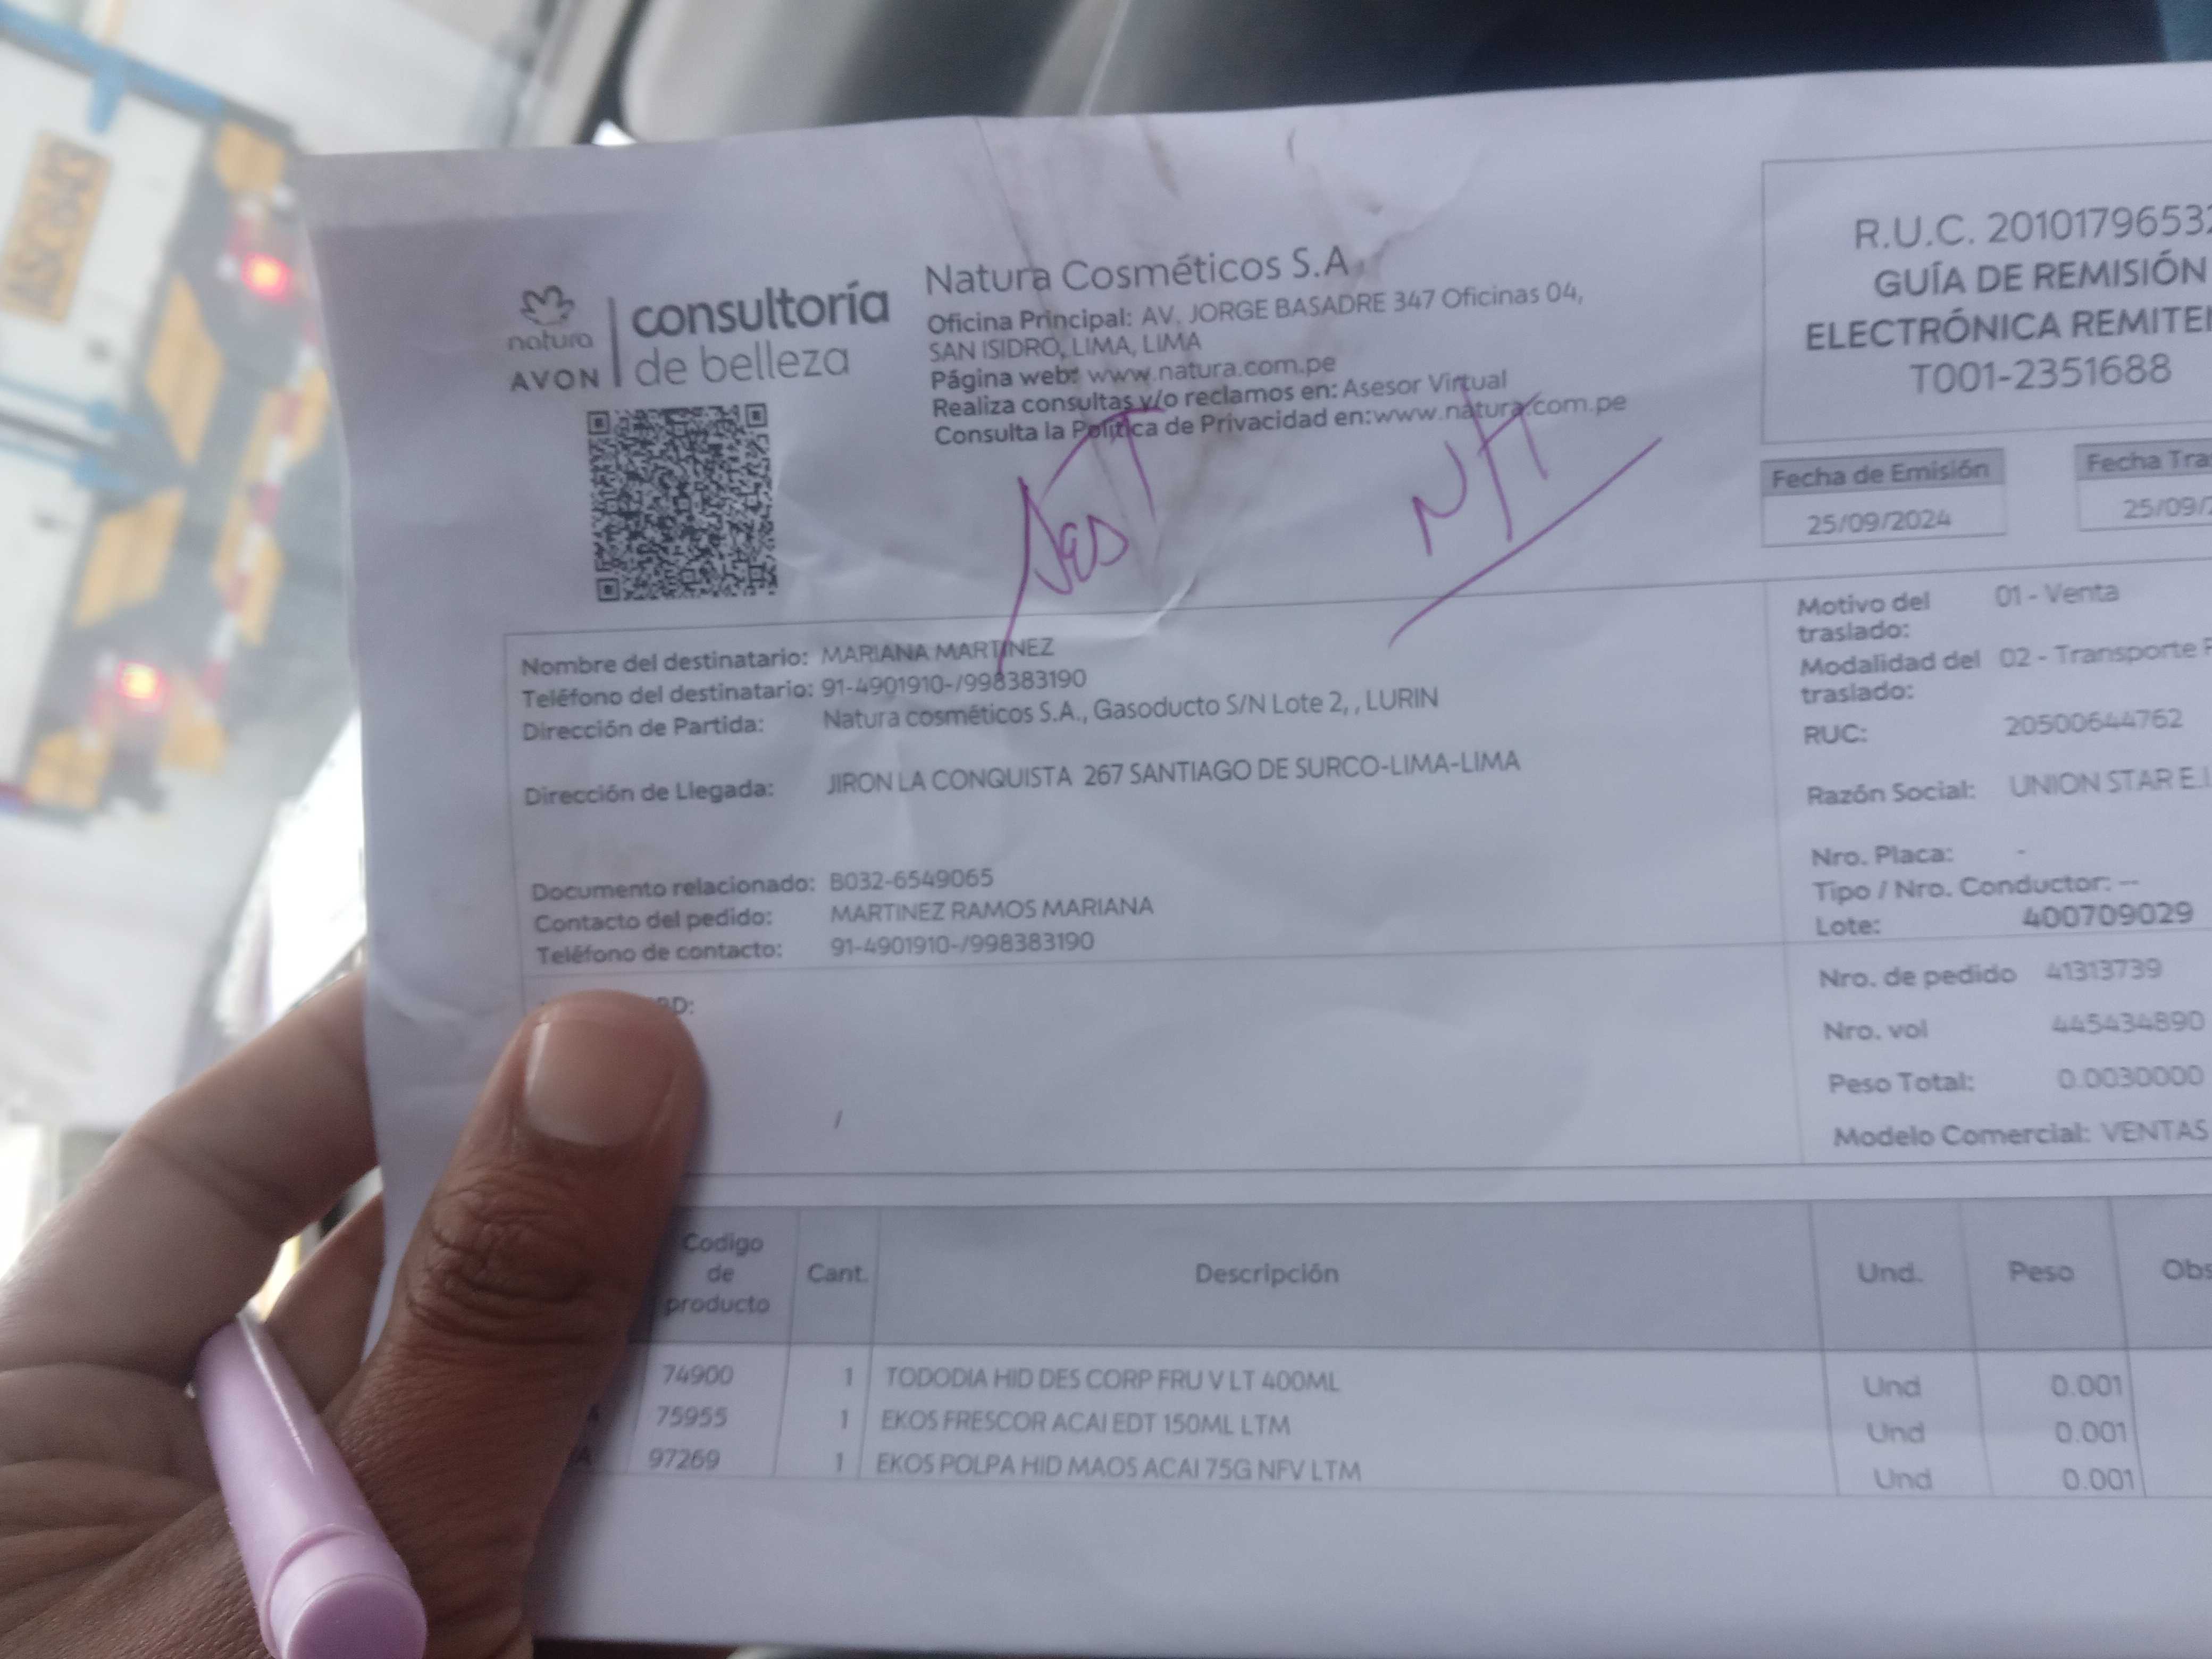 natura
AVON
consultoría
de belleza
Natura Cosméticos S.A.
Oficina Principal: AV. JORGE BASADRE 347 Oficinas 04,
SAN ISIDRO, LIMA, LIMA
Página web: www.natura.com.pe
Realiza consultas y/o reclamos en: Asesor Virtual
Consulta la Política de Privacidad en:www.natura.com.pe
R.U.C. 2010179653
GUÍA DE REMISIÓN
ELECTRÓNICA REMITE
T001-2351688
Fecha de Emisión
25/09/2024
Fecha Tra
25/09/2
Nombre del destinatario: MARIANA MARTINEZ
Teléfono del destinatario: 91-4901910-/998383190
Dirección de Partida: Natura cosméticos S.A., Gasoducto S/N Lote 2, , LURIN
Dirección de Llegada: JIRON LA CONQUISTA 267 SANTIAGO DE SURCO-LIMA-LIMA
Documento relacionado: B032-6549065
Contacto del pedido: MARTINEZ RAMOS MARIANA
Teléfono de contacto: 91-4901910-/998383190
Motivo del traslado: 01 - Venta
Modalidad del traslado: 02 - Transporte
RUC: 20500644762
Razón Social: UNION STAR E.I.
Nro. Placa: -
Tipo / Nro. Conductor: --
Lote: 400709029
Nro. de pedido 41313739
Nro. vol 445434890
Peso Total: 0.0030000
Modelo Comercial: VENTAS
Codigo de producto Cant. Descripción Und. Peso Obs
74900 1 TODODIA HID DES CORP FRU V LT 400ML Und 0.001
75955 1 EKOS FRESCOR ACAI EDT 150ML LTM Und 0.001
97269 1 EKOS POLPA HID MAOS ACAI 75G NFV LTM Und 0.001